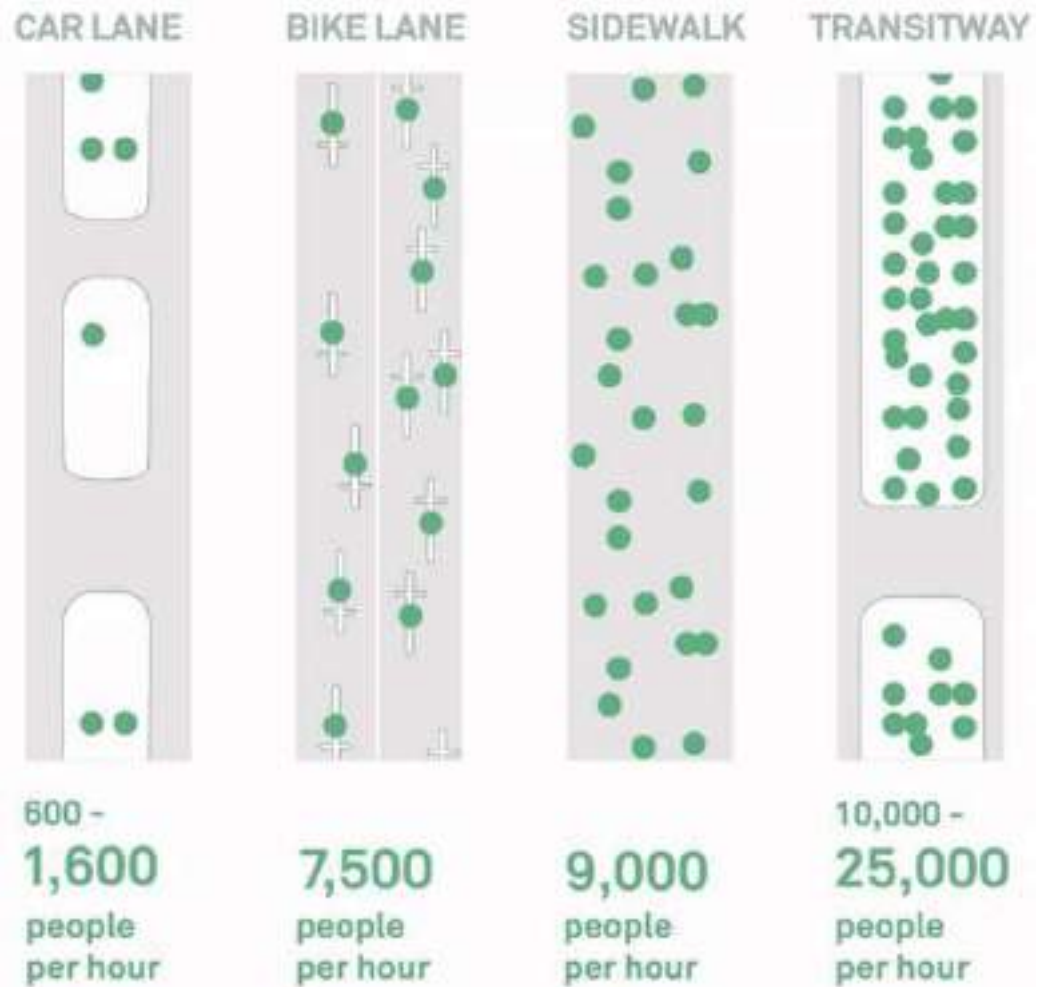 CAR LANE
BIKE LANE
SIDEWALK
TRANSITWAY
600 -
1,600
people
per hour
7,500
people
per hour
9,000
people
per hour
10,000 -
25,000
people
per hour